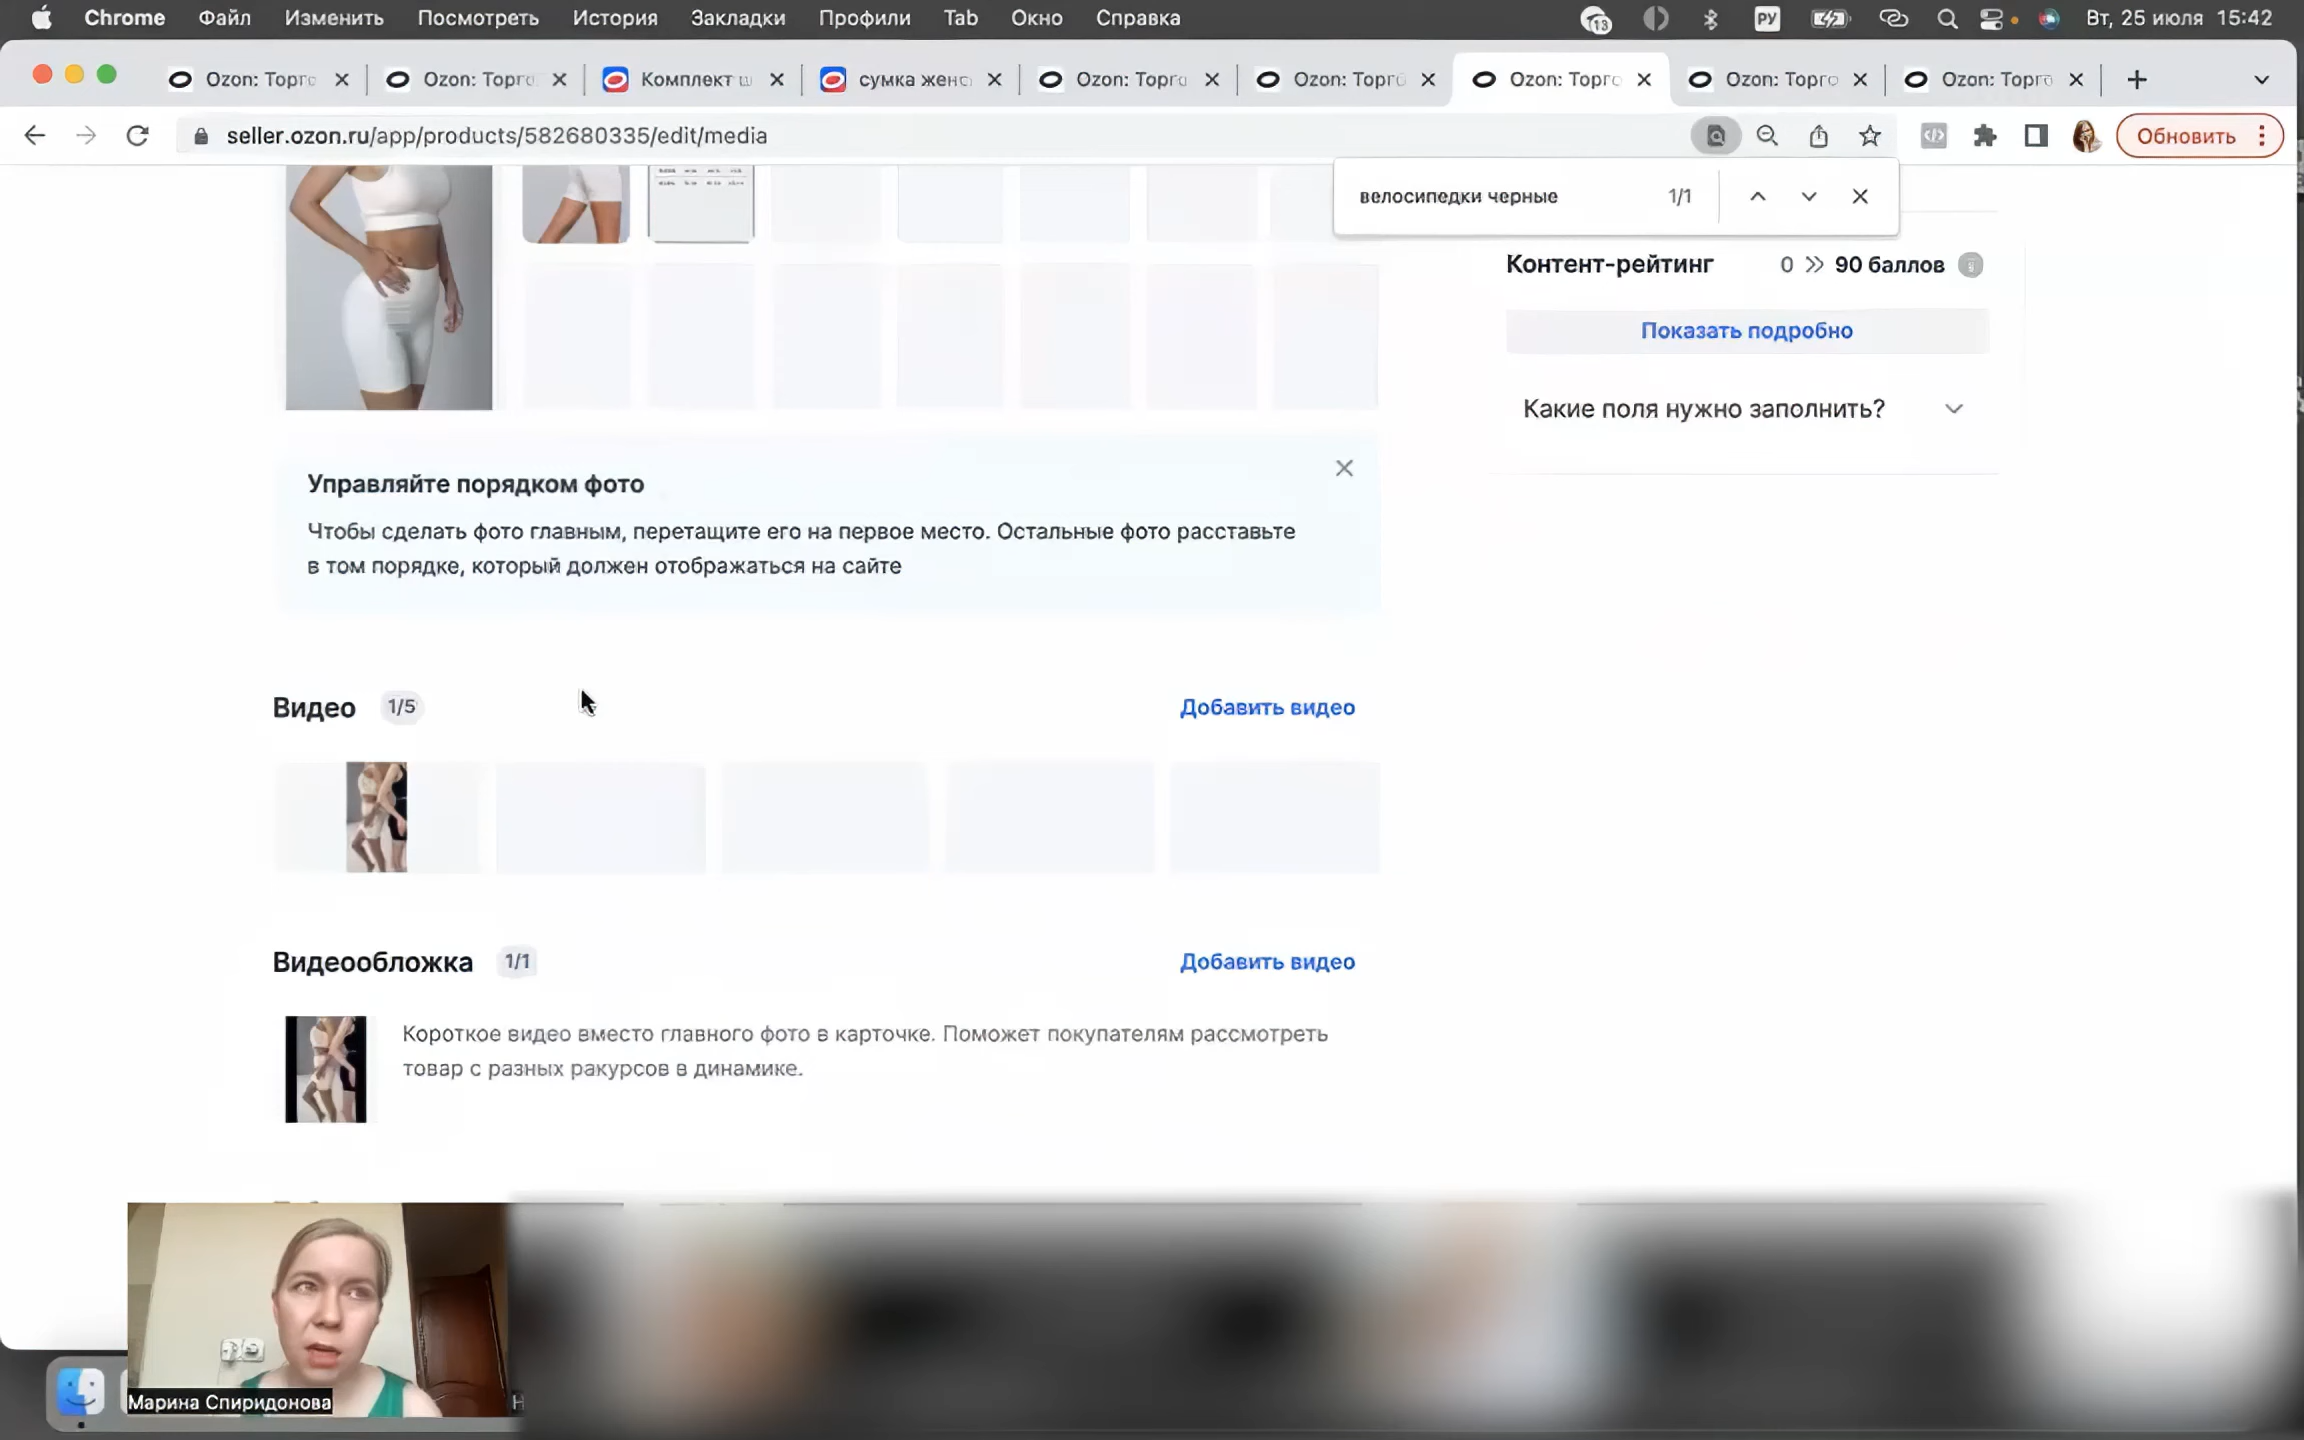 Chrome Файл Изменить Посмотреть История Закладки Профили Tab Окно Справка 13 РУ Вт, 25 июля 15:42
Ozon: Торго Ozon: Торго Комплект ш сумка женс Ozon: Торго Ozon: Торго Ozon: Торго Ozon: Торго Ozon: Торго
seller.ozon.ru/app/products/582680335/edit/media Обновить
велосипедки черные 1/1
Контент-рейтинг 0 >> 90 баллов
Показать подробно
Какие поля нужно заполнить?
Управляйте порядком фото
Чтобы сделать фото главным, перетащите его на первое место. Остальные фото расставьте
в том порядке, который должен отображаться на сайте
Видео 1/5 Добавить видео
Видеообложка 1/1 Добавить видео
Короткое видео вместо главного фото в карточке. Поможет покупателям рассмотреть
товар с разных ракурсов в динамике.
Марина Спиридонова